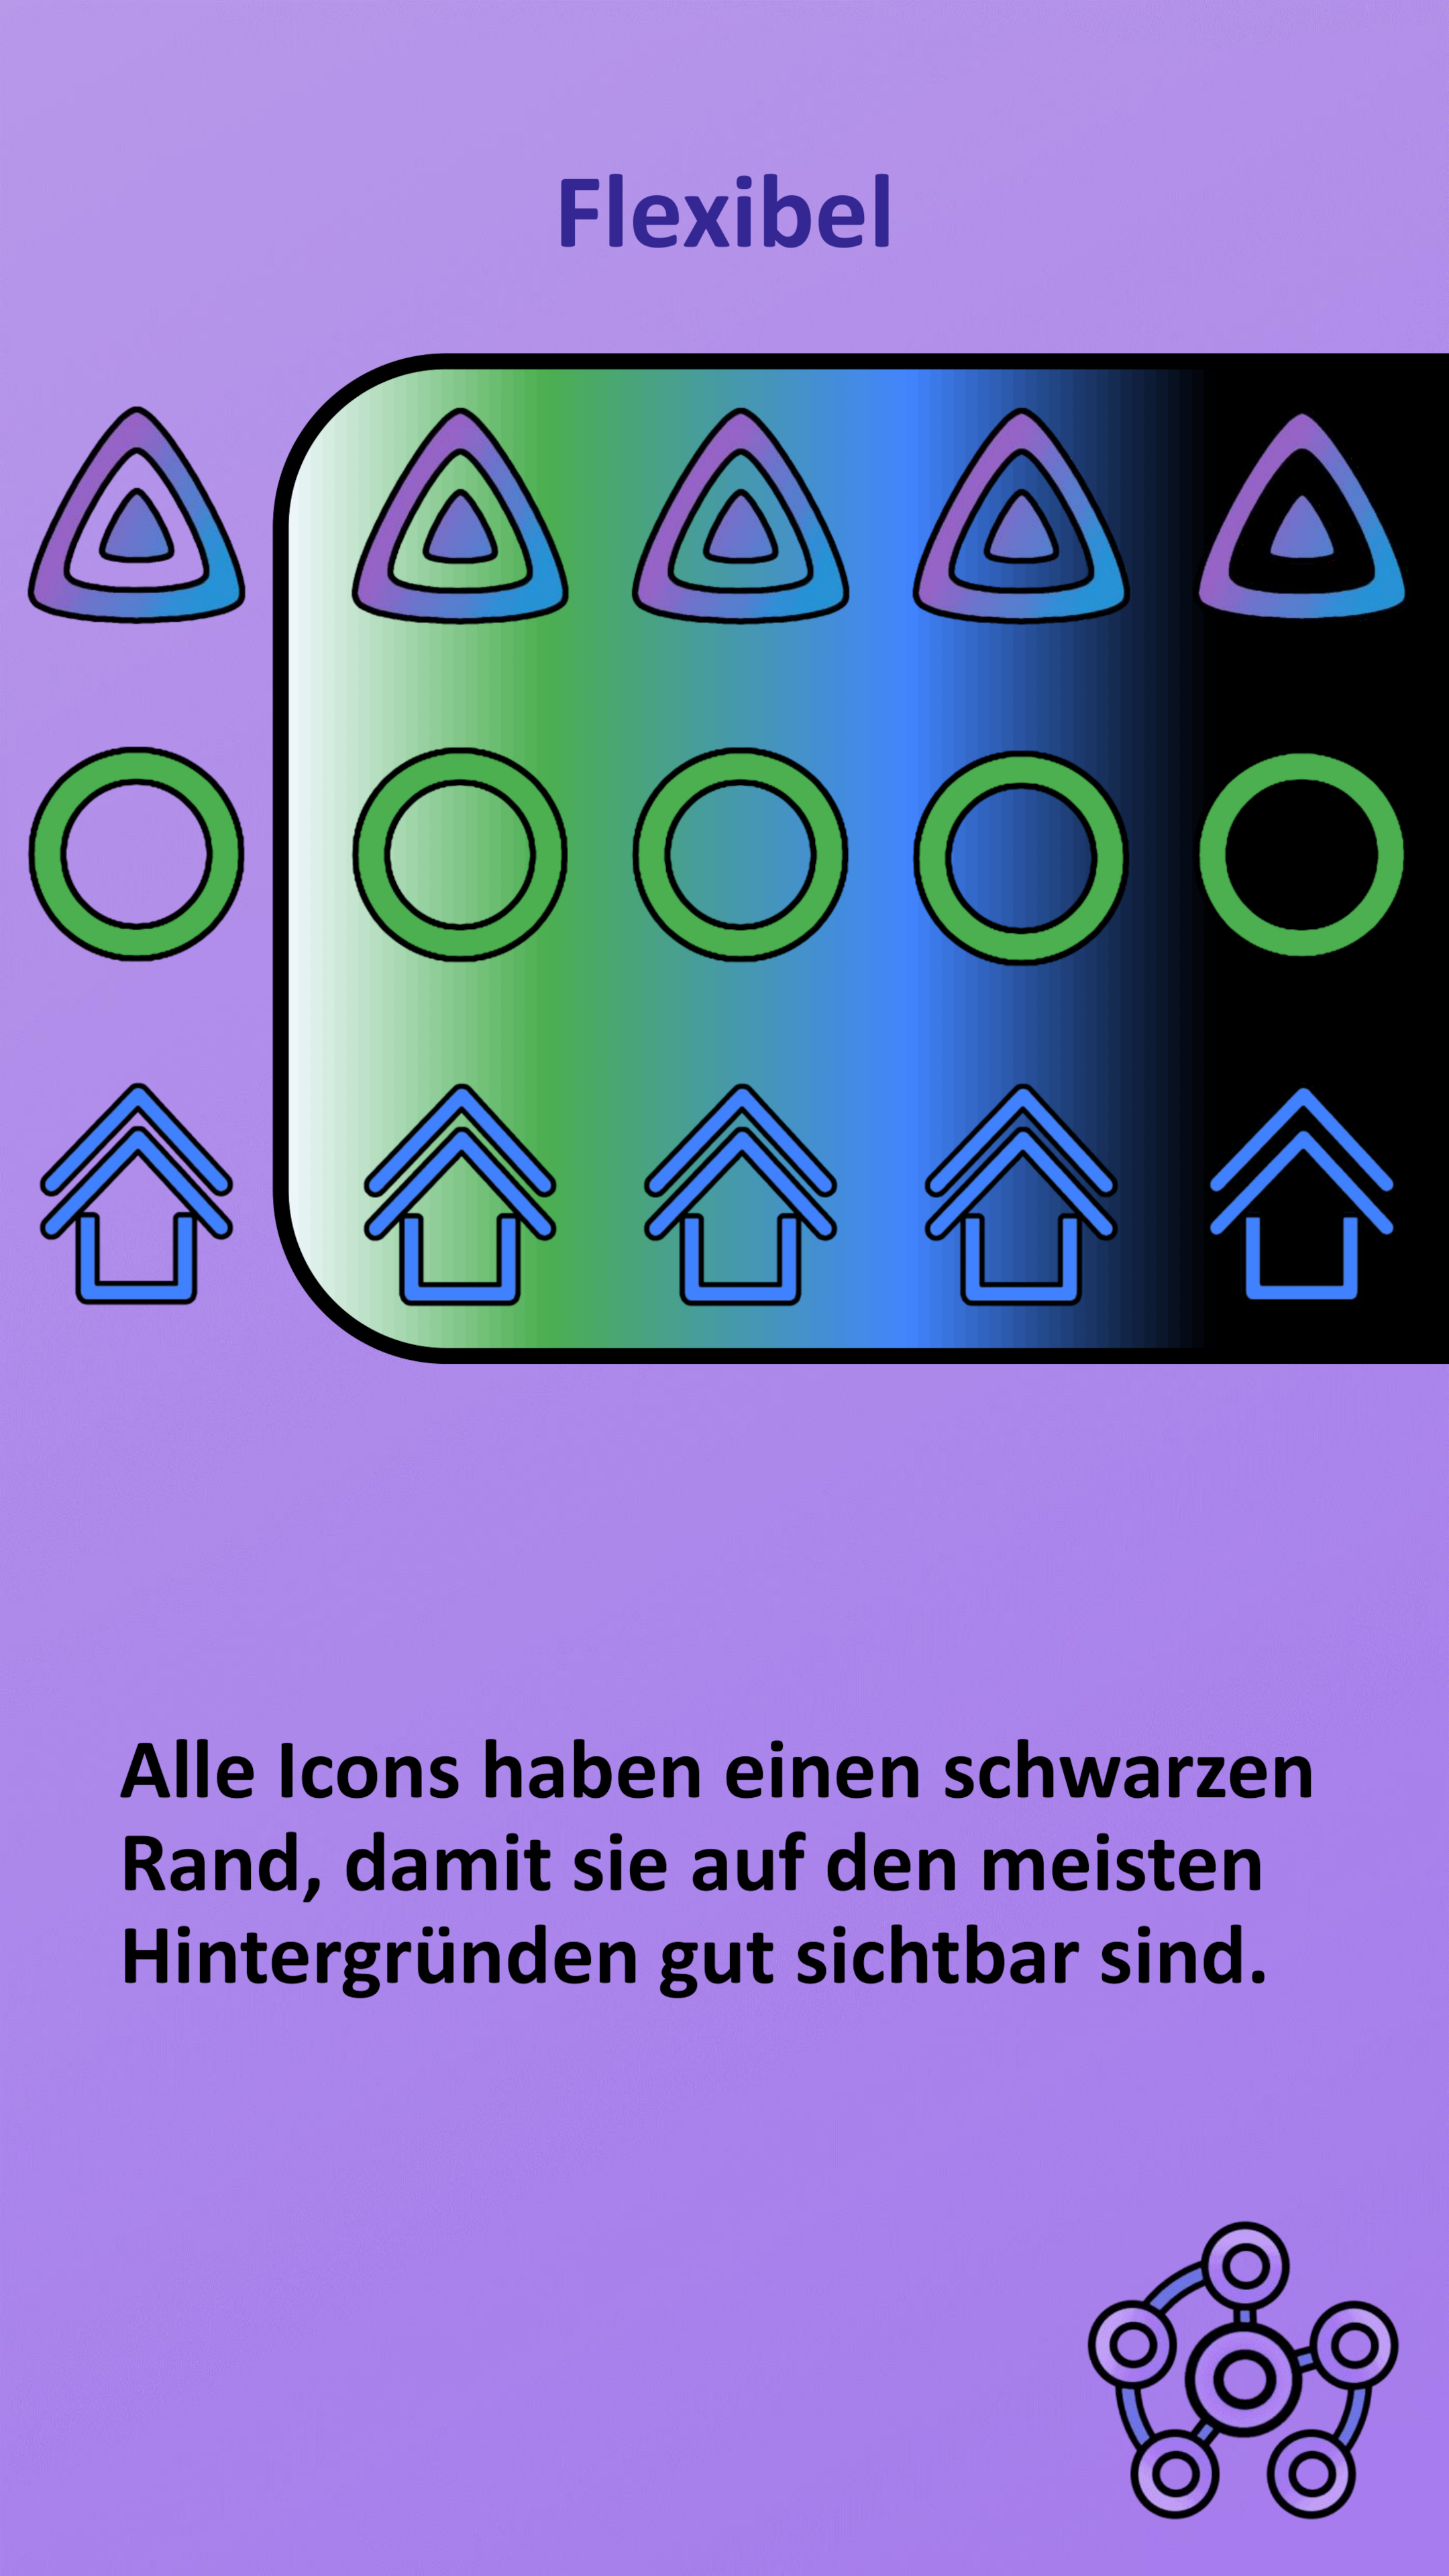 Flexibel
Alle Icons haben einen schwarzen
Rand, damit sie auf den meisten
Hintergründen gut sichtbar sind.